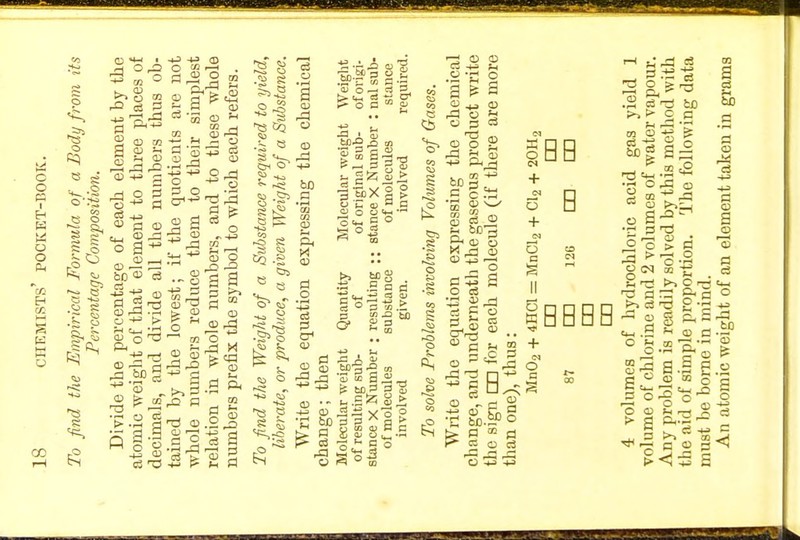 18 CHEMISTS' POCKET-BOOK.
To find the Empirical Formula of a Body from its
Percentage Composition.
Divide the percentage of each element by the
atomic weight of that element to three places of
decimals, and divide all the numbers thus ob-
tained by the lowest; if the quotients are not
whole numbers reduce them to their simplest
relation in whole numbers, and to these whole
numbers prefix the symbol to which each refers.
To find the Weight of a Substance required to yield,
liberate, or produce, a given Weight of a Substance.
Write the equation expressing the chemical
change; then
Molecular weight Quantity Molecular weight Weight
of resulting sub- of of original sub- of origi-
stance X Number : resulting :: stance X Number : nal sub-
of molecules substance of molecules stance
involved given. involved required.
To solve Problems involving Volumes of Gases.
Write the equation expressing the chemical
change, and underneath the gaseous product write
the sign □□ for each molecule (if there are more
than one), thus:
MnO2 + 4HCl = MnCl2 + Cl2 + 2OH2
87 □□ □□ □□ □□ 126 □□ □□ □□
4 volumes of hydrochloric acid gas yield 1
volume of chlorine and 2 volumes of water vapour.
Any problem is readily solved by this method with
the aid of simple proportion. The following data
must be borne in mind.
An atomic weight of an element taken in grams